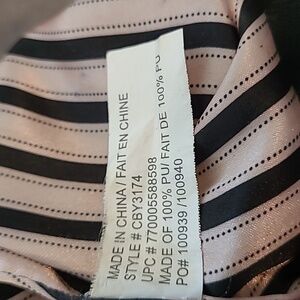 MADE IN CHINA / FAIT EN CHINE
STYLE # CBY3174
UPC # 770005588598
MADE OF 100% PU/ FAIT DE 100% PU
PO# 100939 /100940